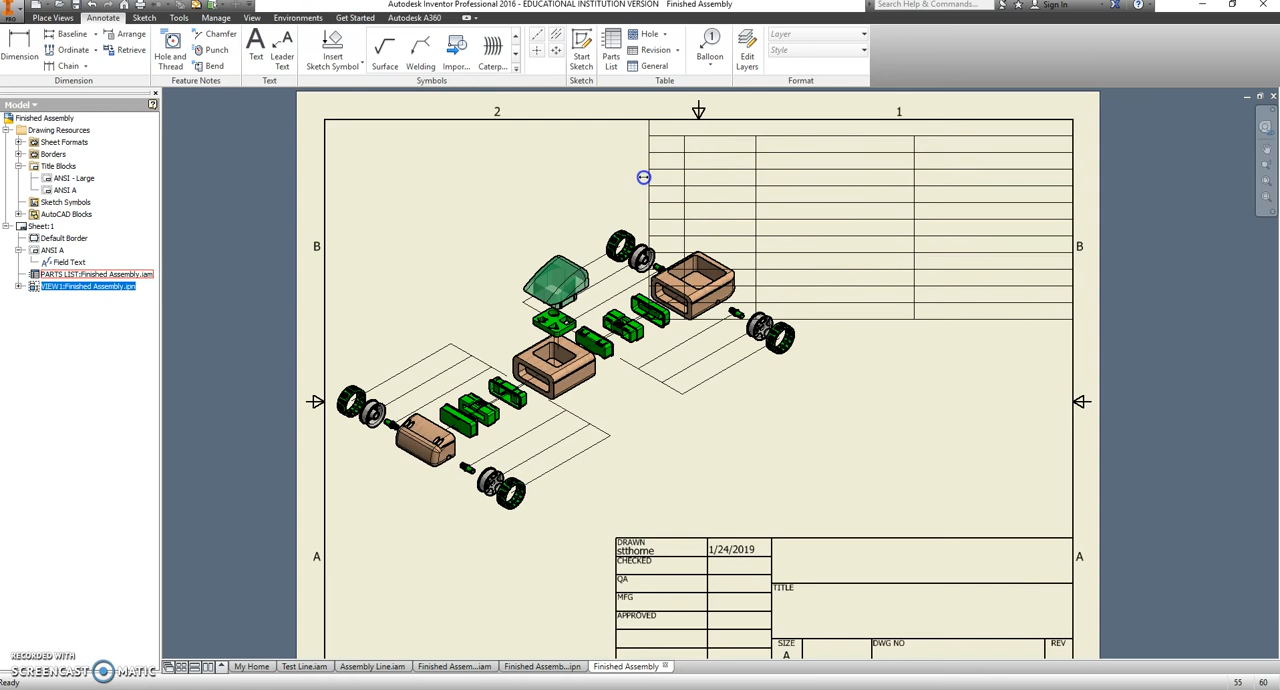 Autodesk Inventor Professional 2016 - EDUCATIONAL INSTITUTION VERSION Finished Assembly
Search Help & Commands...
Sign In
PRO
Place Views Annotate Sketch Tools Manage View Environments Get Started Autodesk A360
Baseline Arrange
Ordinate Retrieve
Chain
Dimension
Dimension
Hole and Thread
Chamfer
Punch
Bend
Feature Notes
Text
Leader Text
Text
Insert Sketch Symbol
Surface
Welding
Impor...
Caterp...
Symbols
Start Sketch
Sketch
Parts List
Hole
Revision
General
Table
Balloon
Edit Layers
Layer
Style
Format
Model
Finished Assembly
Drawing Resources
Sheet Formats
Borders
Title Blocks
ANSI - Large
ANSI A
Sketch Symbols
AutoCAD Blocks
Sheet:1
Default Border
ANSI A
Field Text
PARTS LIST:Finished Assembly.iam
VIEW1:Finished Assembly.ipn
2
1
B
B
A
A
DRAWN
stthome
1/24/2019
CHECKED
QA
MFG
APPROVED
TITLE
SIZE
A
DWG NO
REV
RECORDED WITH
SCREENCAST MATIC
My Home Test Line.iam Assembly Line.iam Finished Assem...iam Finished Assemb...ipn Finished Assembly
Ready
55 60